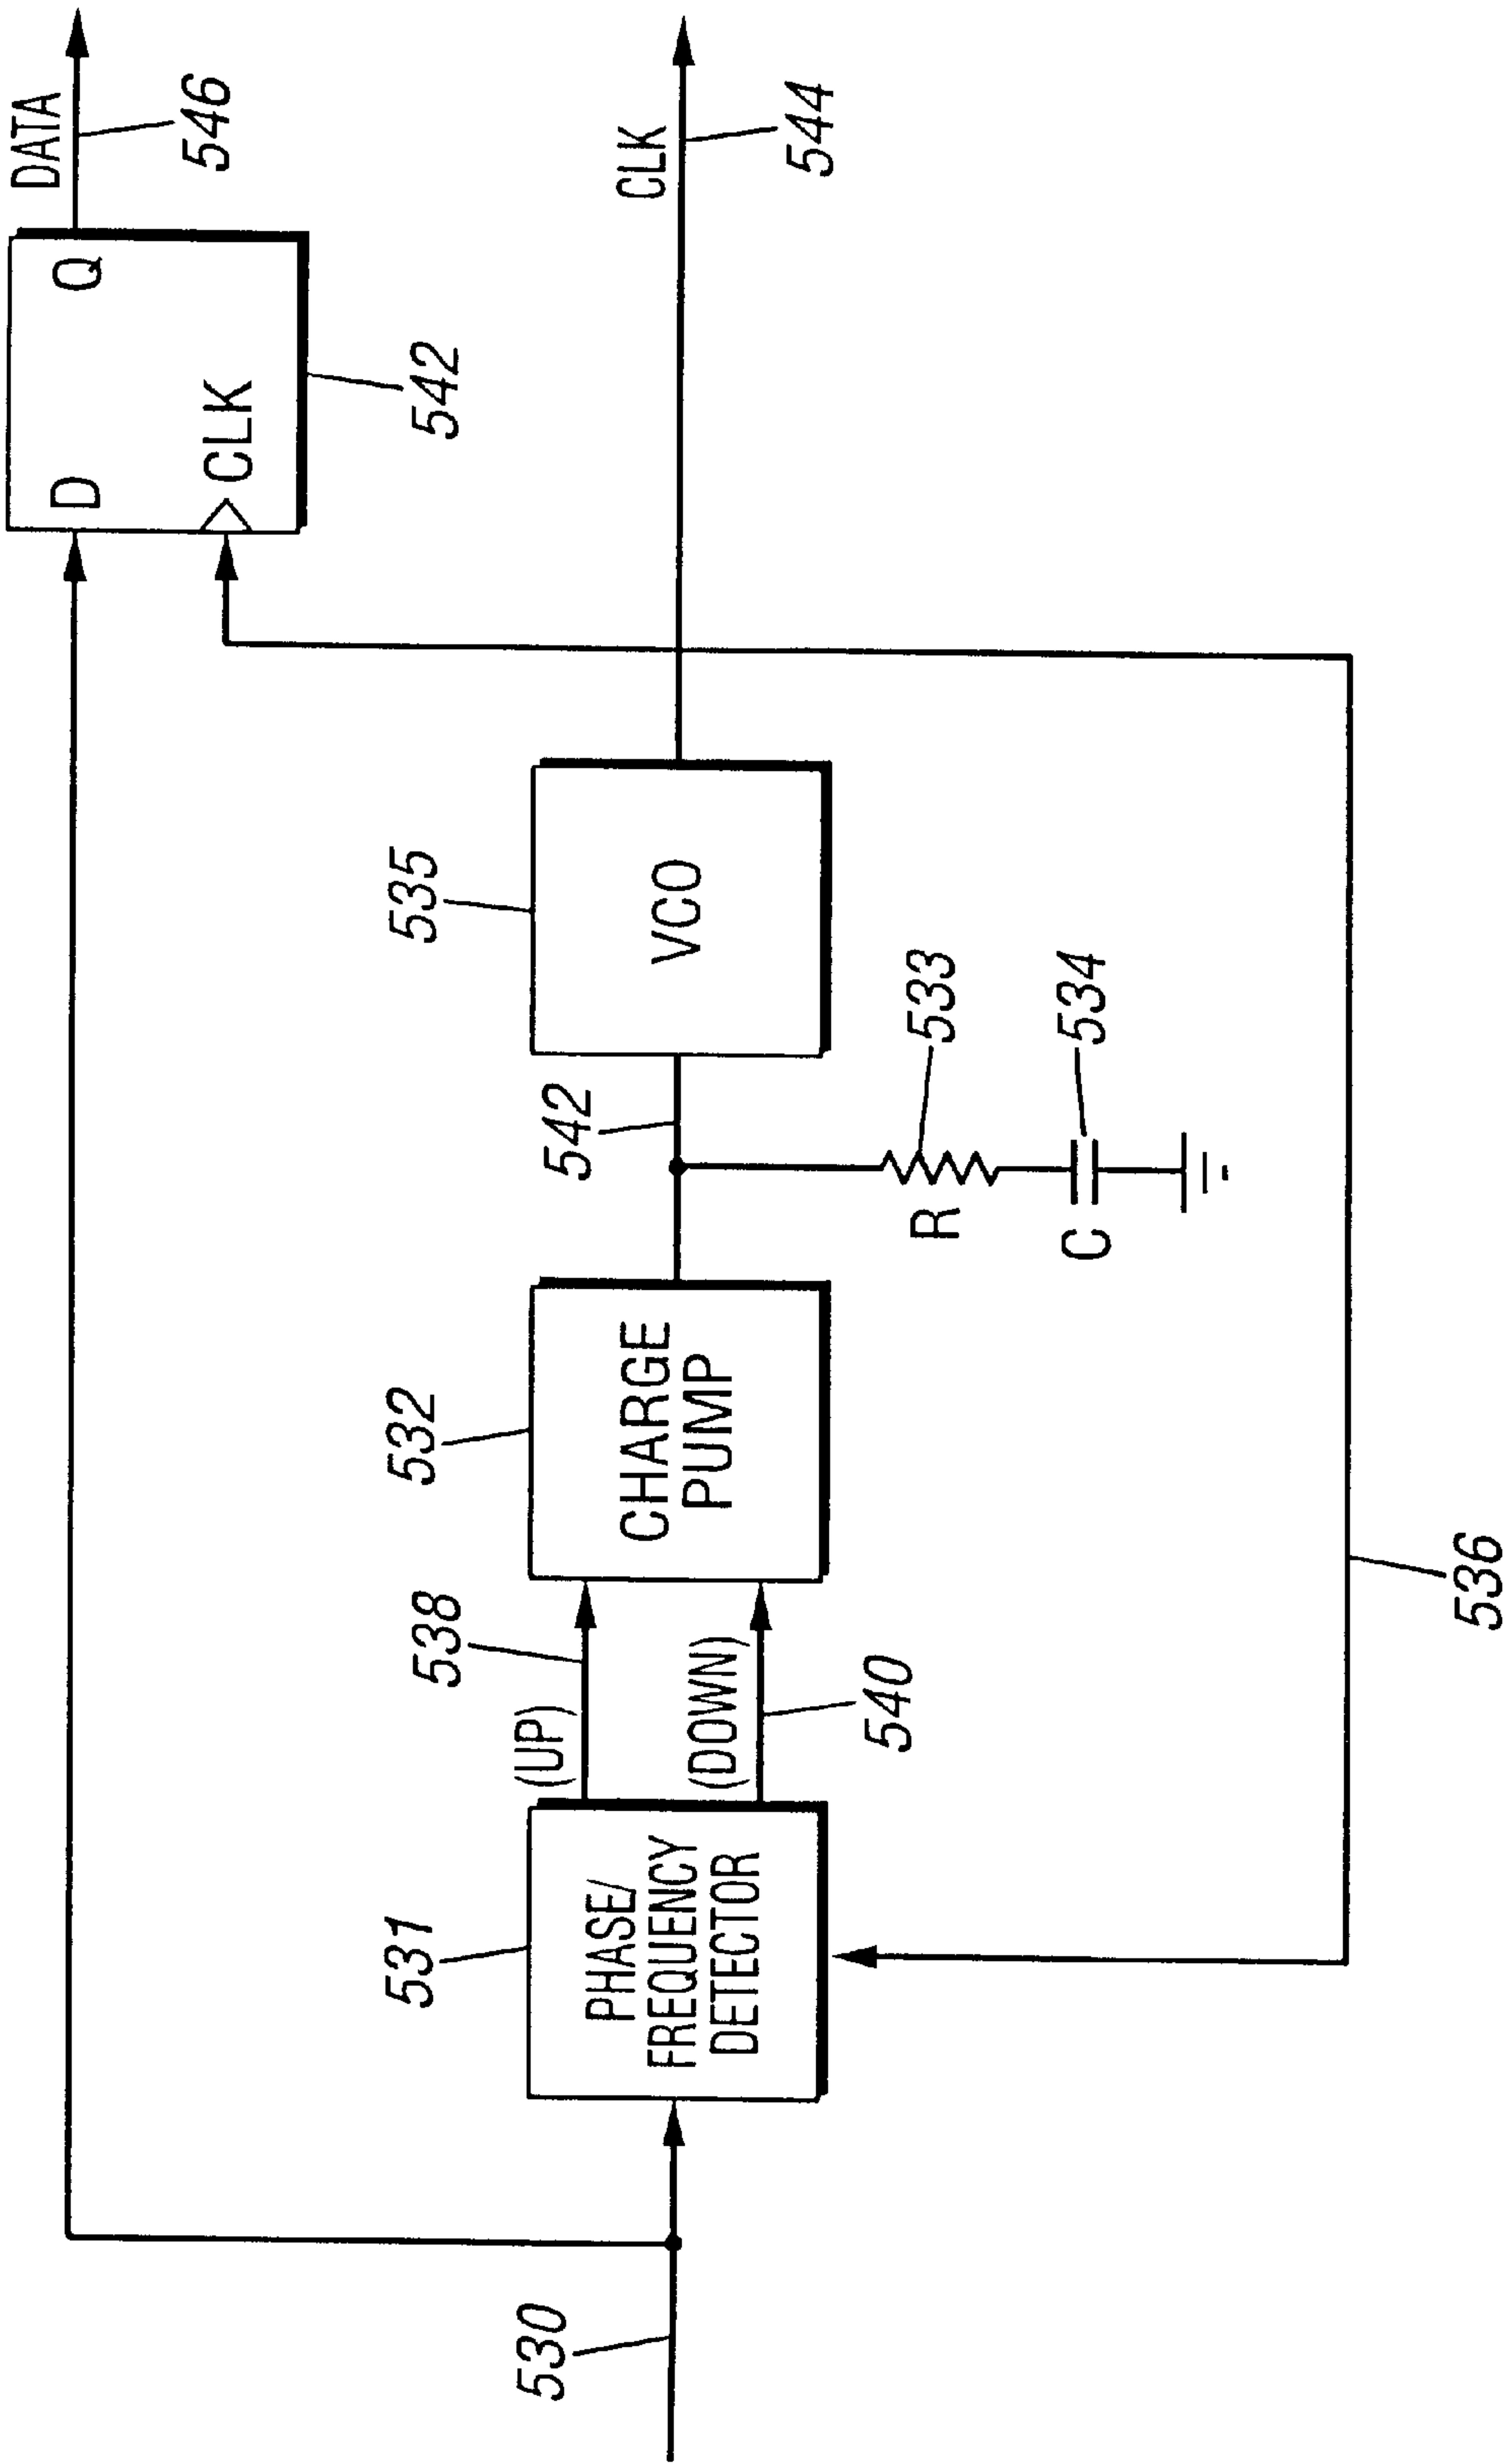 DATA
546
D
Q
CLK
542
CLK
544
535
VCO
542
533
R
534
C
532
CHARGE
PUMP
538
(UP)
(DOWN)
540
531
PHASE/
FREQUENCY
DETECTOR
530
536